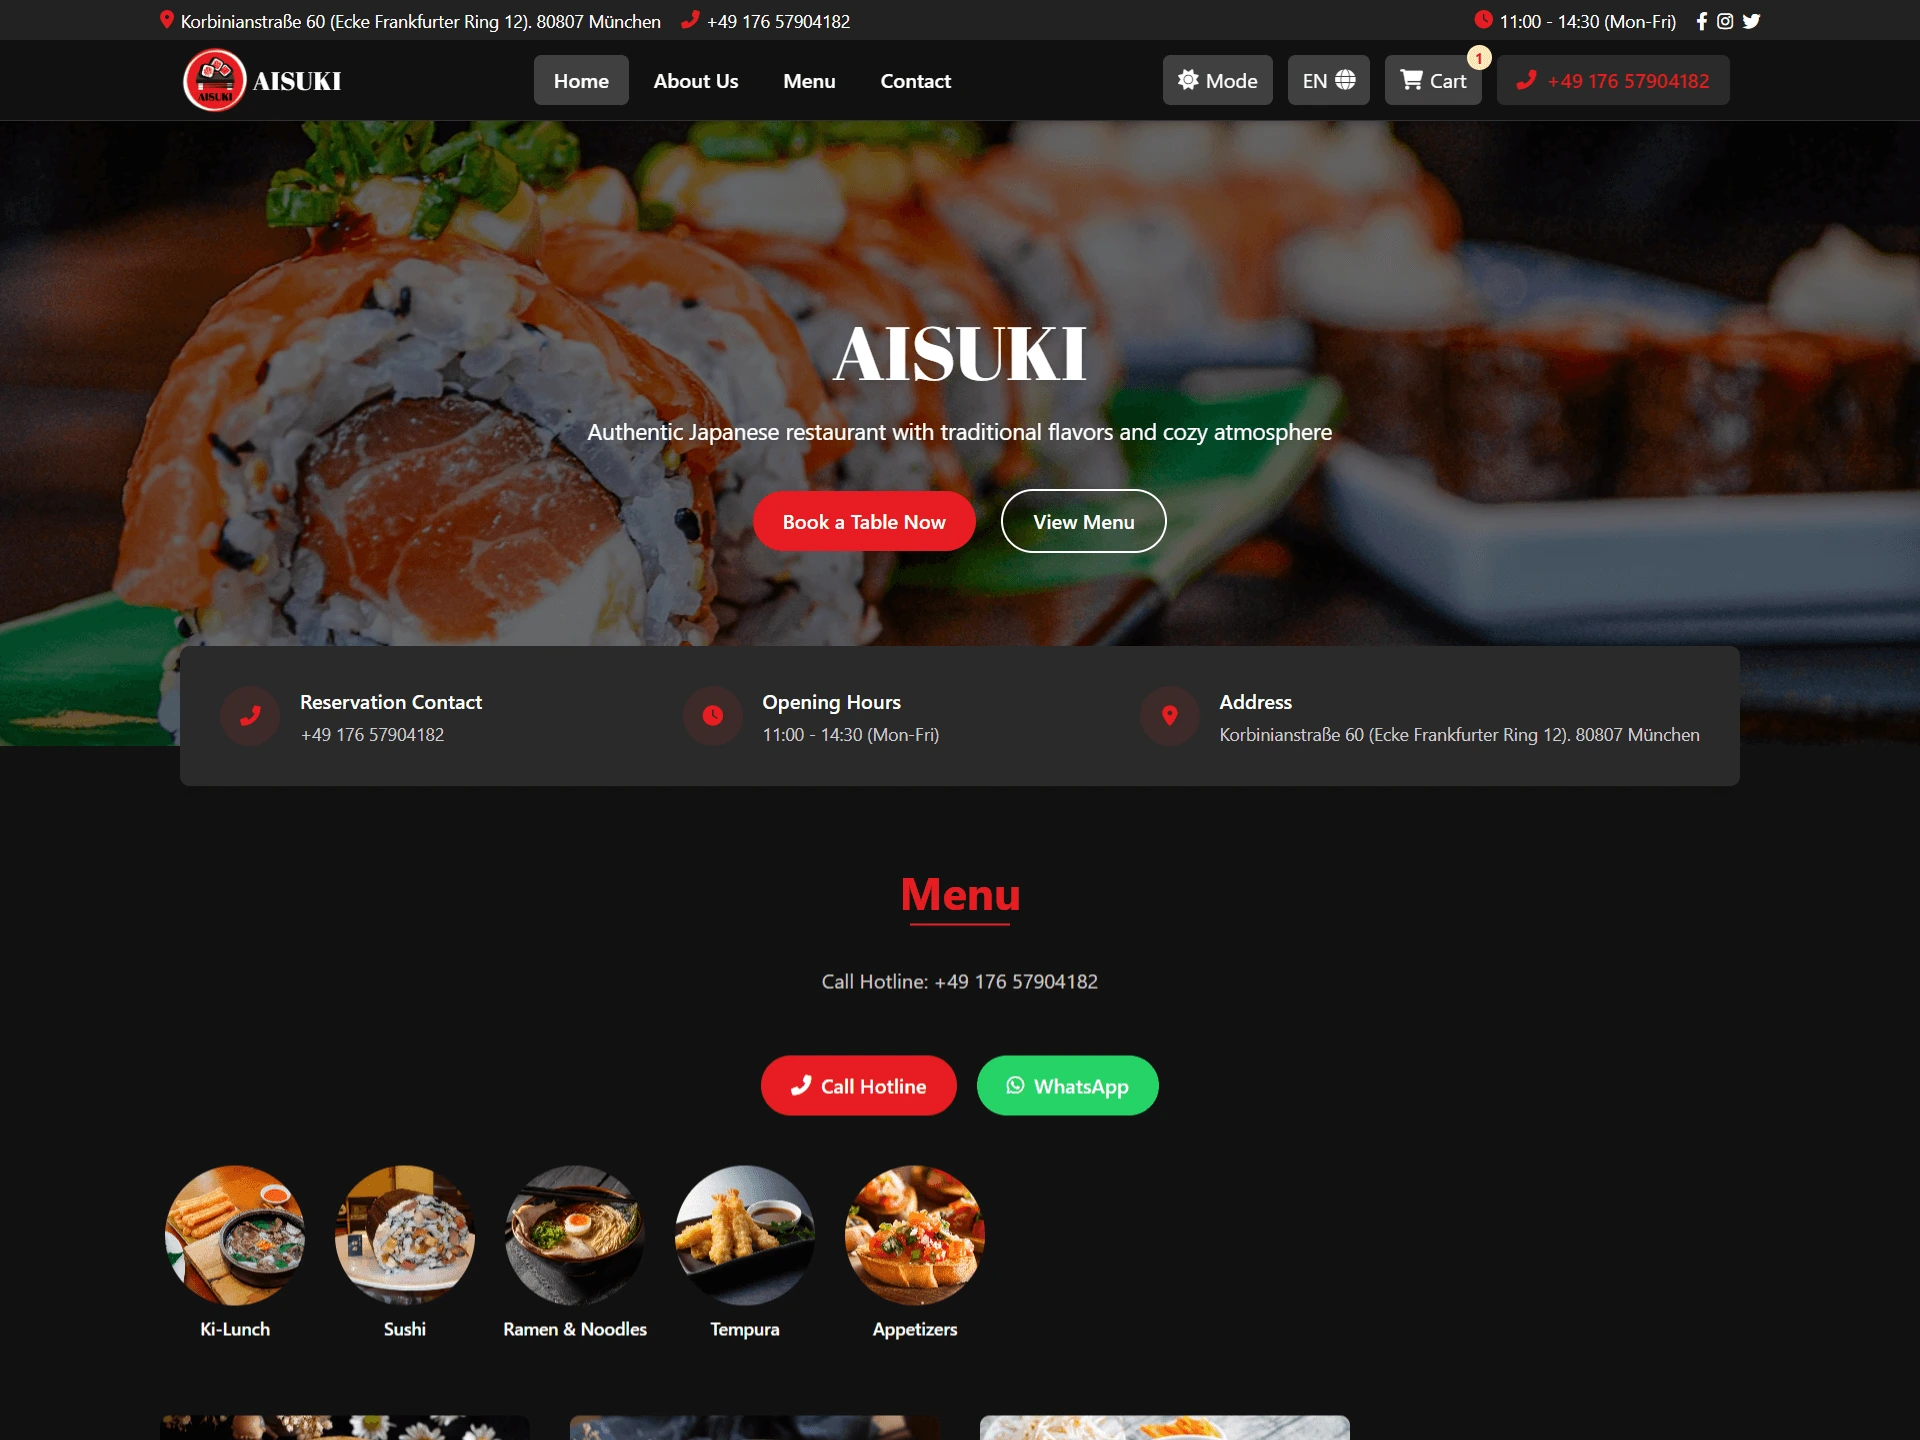 Korbinianstraße 60 (Ecke Frankfurter Ring 12). 80807 München
+49 176 57904182
11:00 - 14:30 (Mon-Fri)
AISUKI
AISUKI
Home
About Us
Menu
Contact
Mode
EN
Cart
1
+49 176 57904182
AISUKI
Authentic Japanese restaurant with traditional flavors and cozy atmosphere
Book a Table Now
View Menu
Reservation Contact
+49 176 57904182
Opening Hours
11:00 - 14:30 (Mon-Fri)
Address
Korbinianstraße 60 (Ecke Frankfurter Ring 12). 80807 München
Menu
Call Hotline: +49 176 57904182
Call Hotline
WhatsApp
Ki-Lunch
Sushi
Ramen & Noodles
Tempura
Appetizers